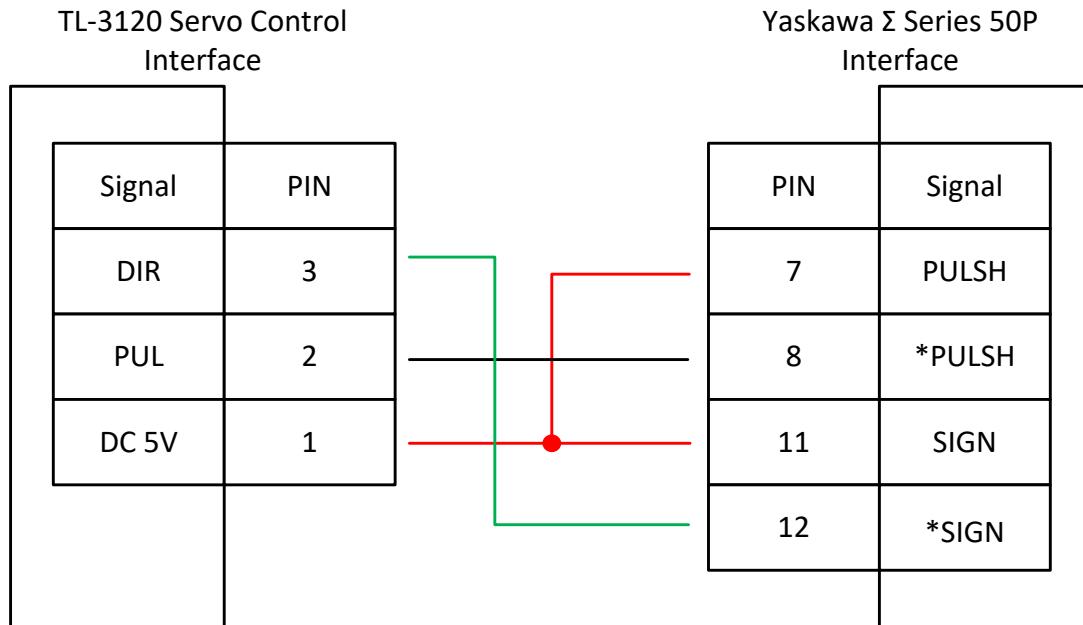 TL-3120 Servo Control
Interface
Yaskawa Σ Series 50P
Interface
Signal PIN
DIR 3
PUL 2
DC 5V 1
PIN Signal
7 PULSH
8 *PULSH
11 SIGN
12 *SIGN